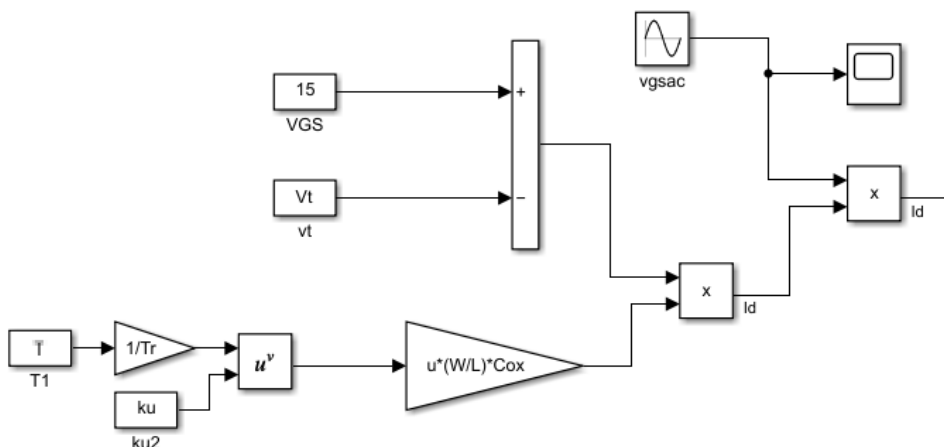 vgsac
15
+
VGS
Vt
−
vt
x
Id
x
Id
T
T1
1/Tr
u^v
u*(W/L)*Cox
ku
ku2